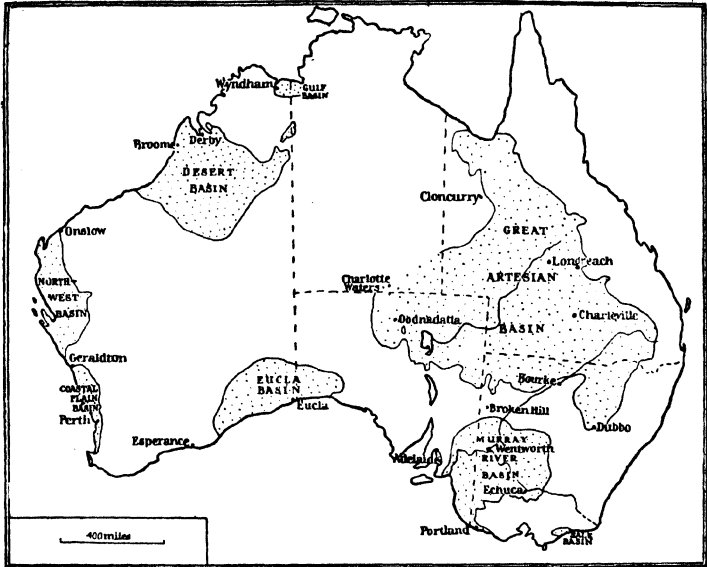 Wyndham
GULF
BASIN
Broome
Derby
DESERT
BASIN
Cloncurry
GREAT
Onslow
Longreach
ARTESIAN
Charlotte
Waters
NORTH-
WEST
BASIN
Oodnadatta
BASIN
Charleville
Geraldton
EUCLA
BASIN
Bourke
COASTAL
PLAIN
BASIN
Eucla
Broken Hill
Perth
Dubbo
Esperance
MURRAY
Wentworth
Adelaide
RIVER
BASIN
Echuca
Portland
BASIN
400 miles